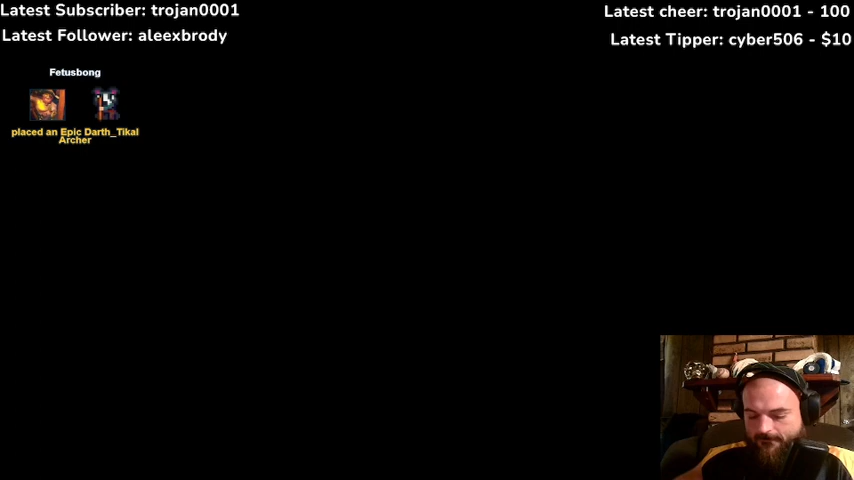 Latest Subscriber: trojan0001
Latest Follower: aleexbrody
Latest cheer: trojan0001 - 100
Latest Tipper: cyber506 - $10
Fetusbong
placed an Epic Darth_Tikal
Archer